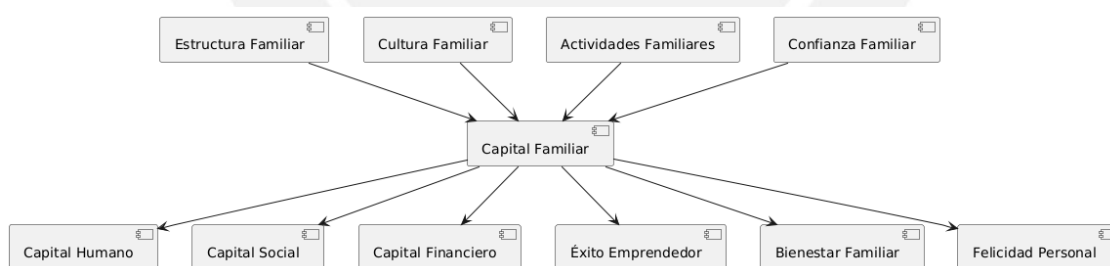 Estructura Familiar
Cultura Familiar
Actividades Familiares
Confianza Familiar
Capital Familiar
Capital Humano
Capital Social
Capital Financiero
Éxito Emprendedor
Bienestar Familiar
Felicidad Personal